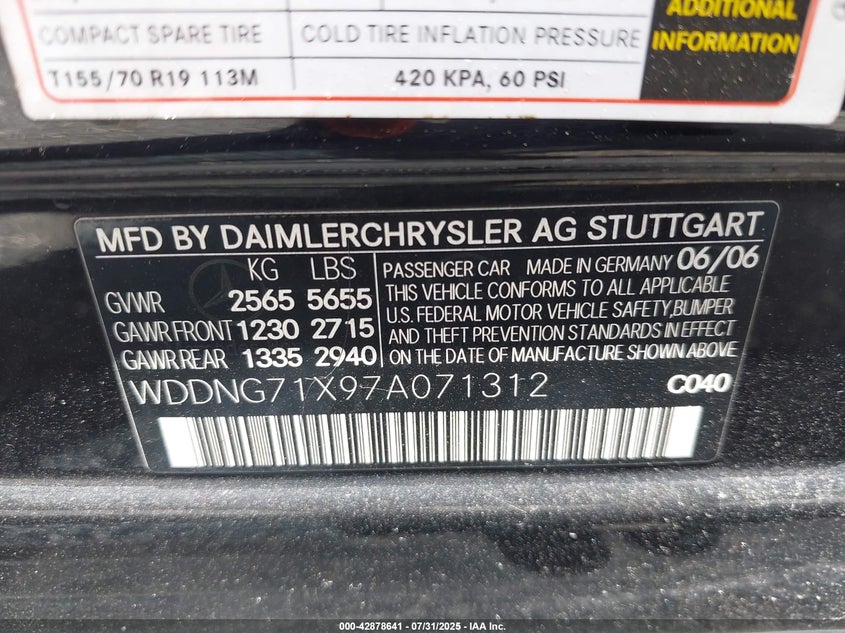 ADDITIONAL
COMPACT SPARE TIRE COLD TIRE INFLATION PRESSURE INFORMATION
T155/70 R19 113M 420 KPA, 60 PSI
MFD BY DAIMLERCHRYSLER AG STUTTGART
KG LBS PASSENGER CAR MADE IN GERMANY 06/06
GVWR 2565 5655 THIS VEHICLE CONFORMS TO ALL APPLICABLE
U.S. FEDERAL MOTOR VEHICLE SAFETY,BUMPER
GAWR FRONT 1230 2715 AND THEFT PREVENTION STANDARDS IN EFFECT
GAWR REAR 1335 2940 ON THE DATE OF MANUFACTURE SHOWN ABOVE
WDDNG71X97A071312 C040
000-42878641 / 07/31/2025 - IAA Inc.